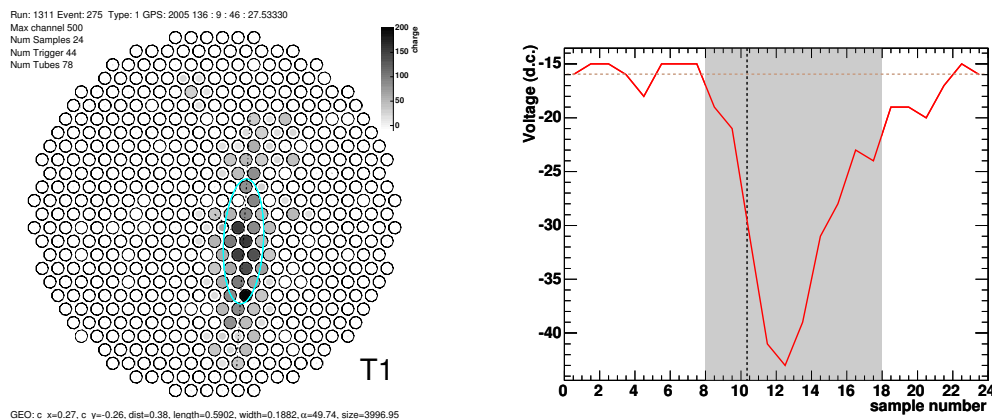 Run: 1311 Event: 275 Type: 1 GPS: 2005 136 : 9 : 46 : 27.53330
Max channel 500
Num Samples 24
Num Trigger 44
Num Tubes 78
200
150
100
50
0
charge
T1
GEO: c_x=0.27, c_y=-0.26, dist=0.38, length=0.5902, width=0.1882, α=49.74, size=3996.95
Voltage (d.c.)
-15
-20
-25
-30
-35
-40
0 2 4 6 8 10 12 14 16 18 20 22 24
sample number